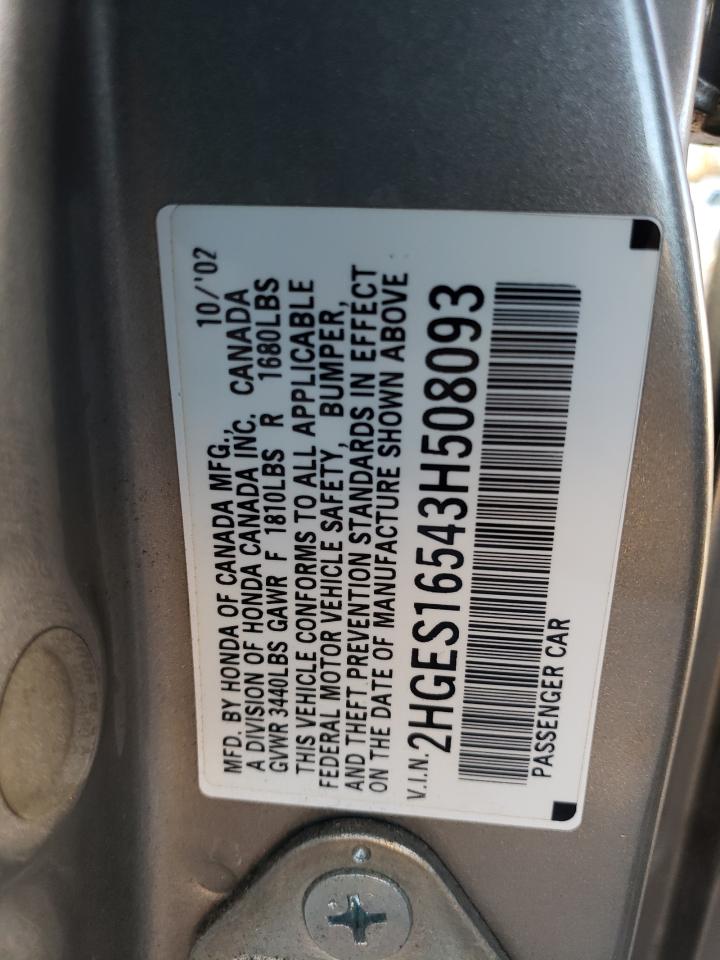 10/'02
MFD. BY HONDA OF CANADA MFG.,
A DIVISION OF HONDA CANADA INC. CANADA
GVWR 3440LBS GAWR F 1810LBS R 1680LBS
THIS VEHICLE CONFORMS TO ALL APPLICABLE
FEDERAL MOTOR VEHICLE SAFETY, BUMPER,
AND THEFT PREVENTION STANDARDS IN EFFECT
ON THE DATE OF MANUFACTURE SHOWN ABOVE
V.I.N. 2HGES16543H508093
PASSENGER CAR